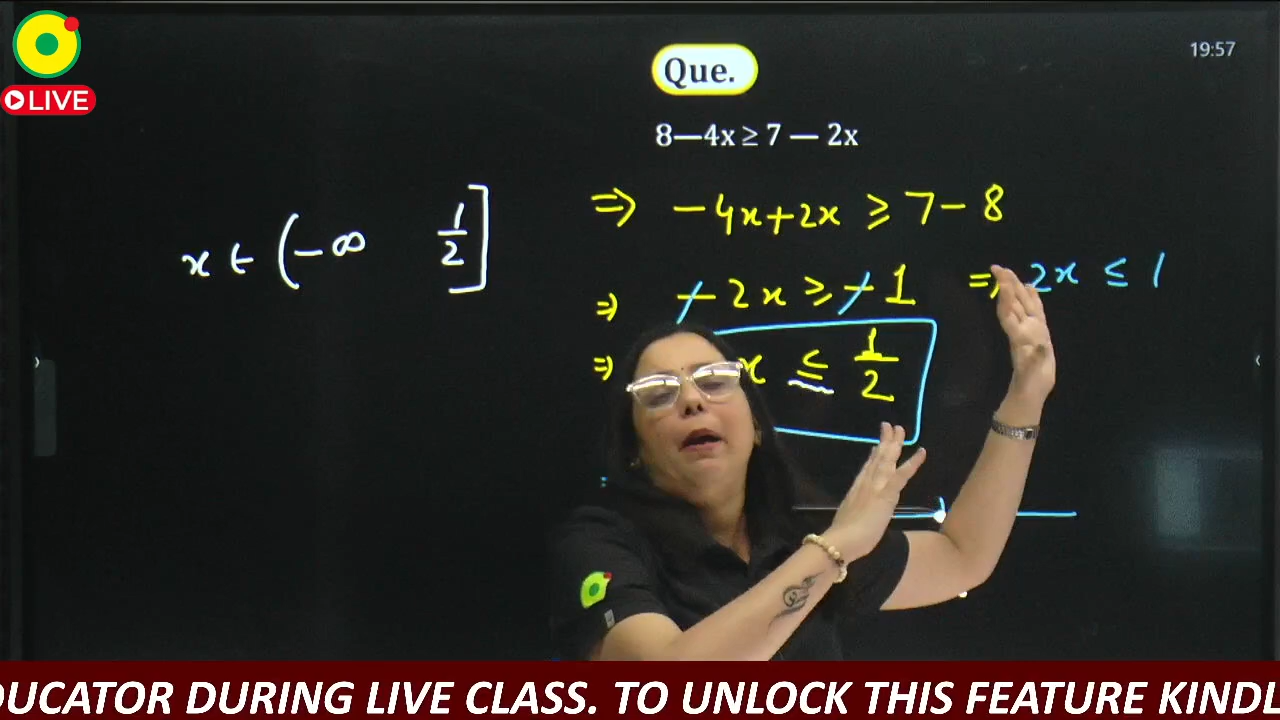 LIVE
19:57
Que.
8—4x ≥ 7 — 2x
⇒ -4x+2x ≥ 7-8
⇒ -2x ≥ -1 ⇒ 2x ≤ 1
⇒ x ≤ 1/2
x ∈ (-∞ 1/2]
DUCATOR DURING LIVE CLASS. TO UNLOCK THIS FEATURE KINDL